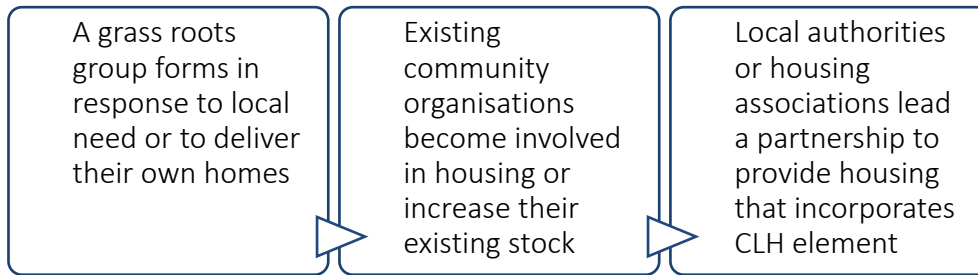 A grass roots
group forms in
response to local
need or to deliver
their own homes
Existing
community
organisations
become involved
in housing or
increase their
existing stock
Local authorities
or housing
associations lead
a partnership to
provide housing
that incorporates
CLH element